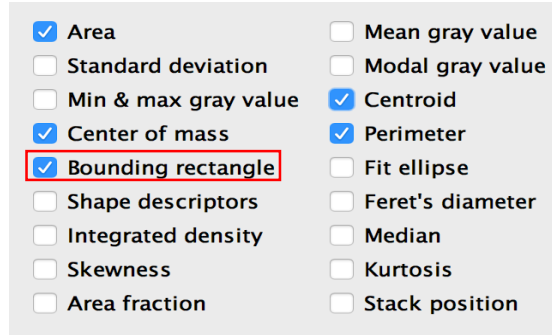 Area
Mean gray value
Standard deviation
Modal gray value
Min & max gray value
Centroid
Center of mass
Perimeter
Bounding rectangle
Fit ellipse
Shape descriptors
Feret's diameter
Integrated density
Median
Skewness
Kurtosis
Area fraction
Stack position